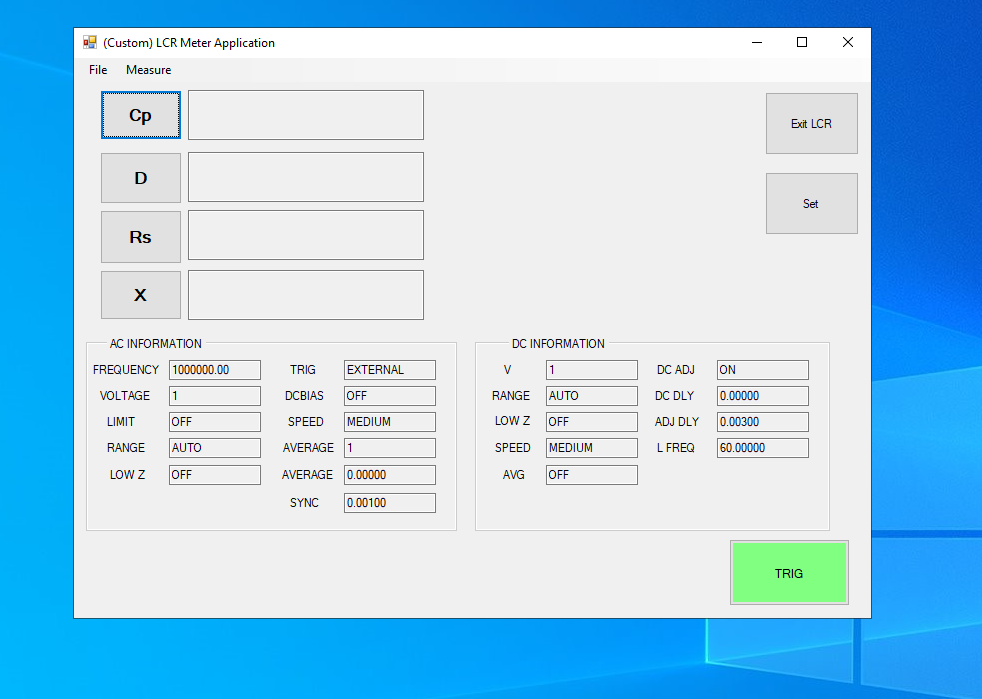 (Custom) LCR Meter Application
File Measure
Cp
Exit LCR
D
Set
Rs
X
AC INFORMATION
FREQUENCY 1000000.00 TRIG EXTERNAL
VOLTAGE 1 DCBIAS OFF
LIMIT OFF SPEED MEDIUM
RANGE AUTO AVERAGE 1
LOW Z OFF AVERAGE 0.00000
SYNC 0.00100
DC INFORMATION
V 1 DC ADJ ON
RANGE AUTO DC DLY 0.00000
LOW Z OFF ADJ DLY 0.00300
SPEED MEDIUM L FREQ 60.00000
AVG OFF
TRIG